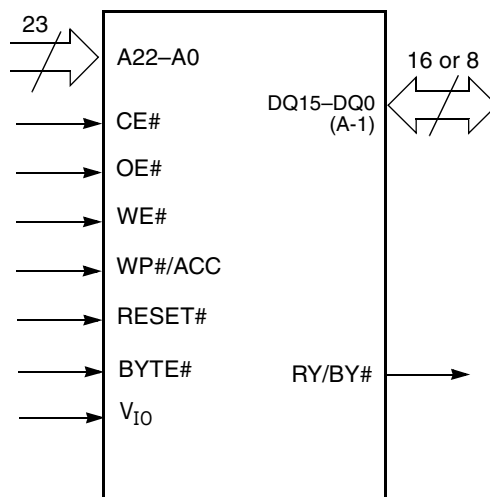 23
A22–A0
16 or 8
DQ15–DQ0
(A-1)
CE#
OE#
WE#
WP#/ACC
RESET#
BYTE#
RY/BY#
VIO